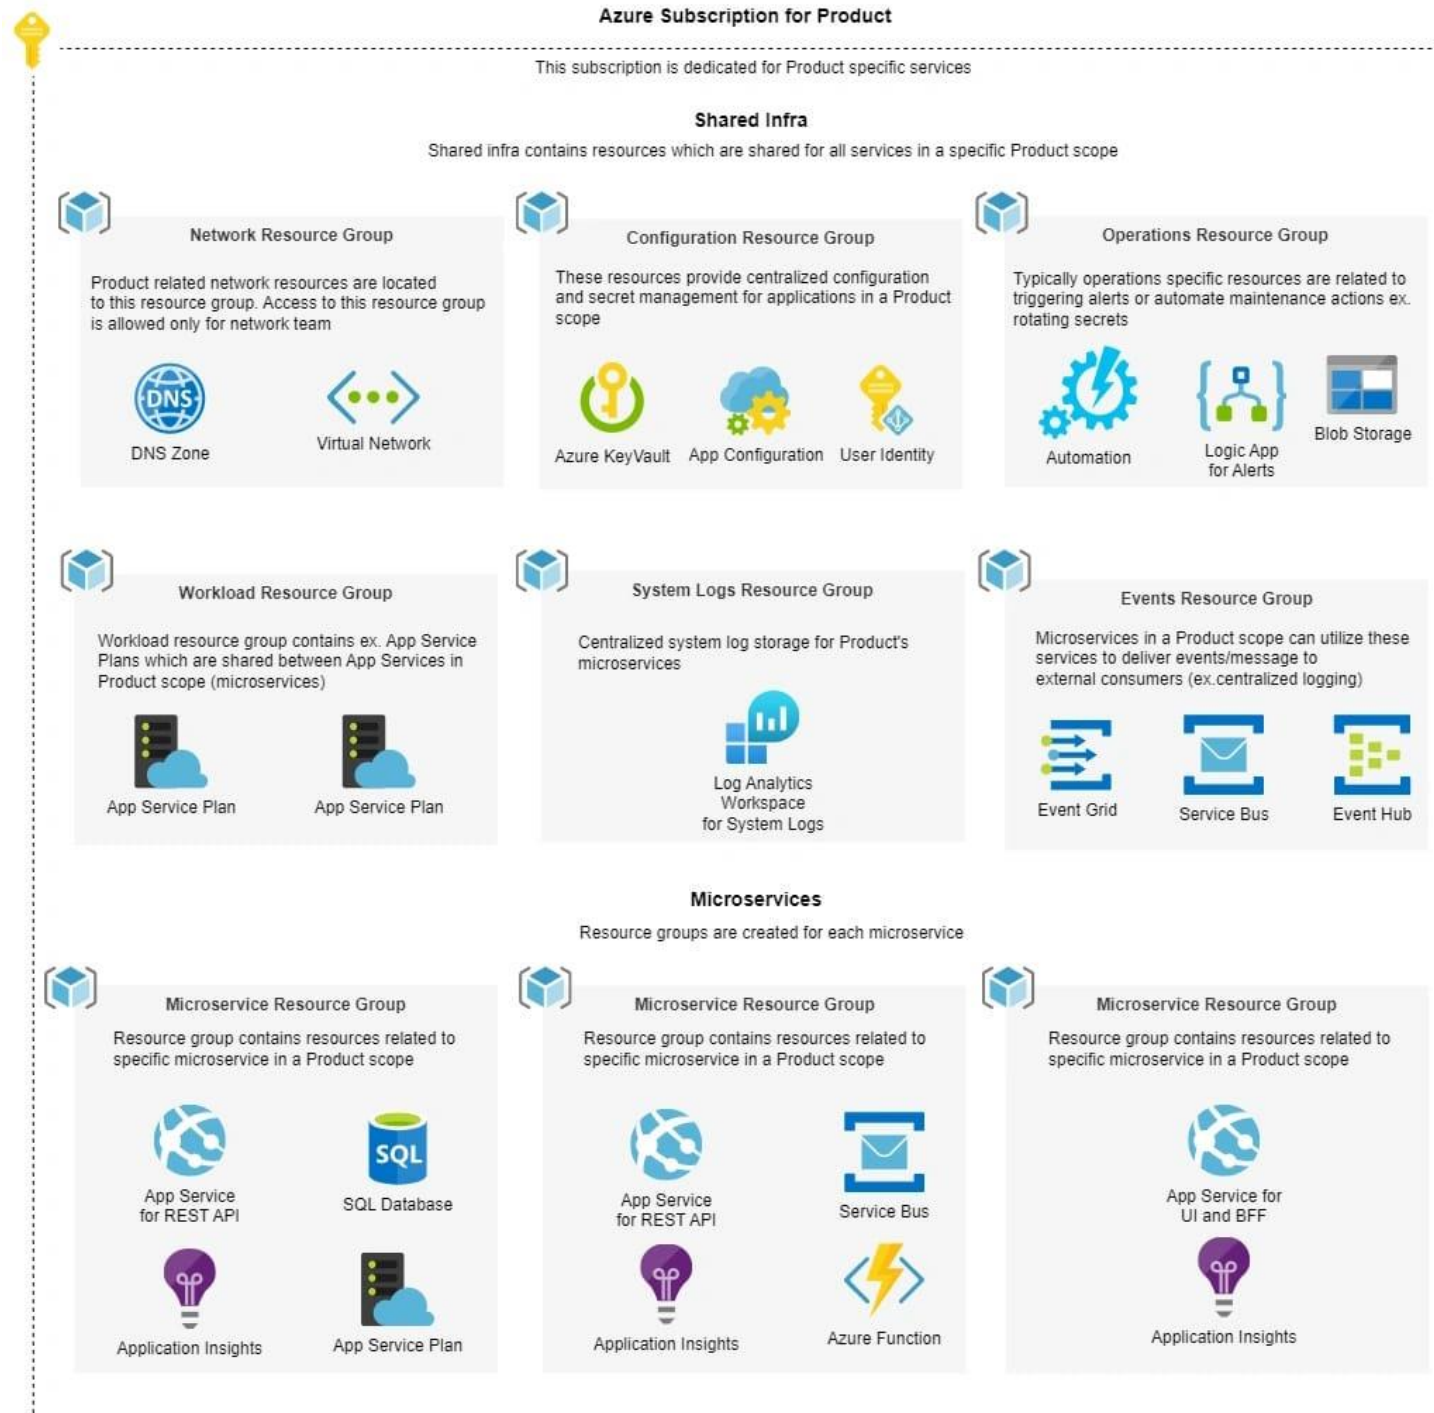 Azure Subscription for Product
This subscription is dedicated for Product specific services
Shared Infra
Shared infra contains resources which are shared for all services in a specific Product scope
Network Resource Group
Product related network resources are located
to this resource group. Access to this resource group
is allowed only for network team
DNS
DNS Zone
Virtual Network
Configuration Resource Group
These resources provide centralized configuration
and secret management for applications in a Product
scope
Azure KeyVault
App Configuration
User Identity
Operations Resource Group
Typically operations specific resources are related to
triggering alerts or automate maintenance actions ex.
rotating secrets
Automation
Logic App
for Alerts
Blob Storage
Workload Resource Group
Workload resource group contains ex. App Service
Plans which are shared between App Services in
Product scope (microservices)
App Service Plan
App Service Plan
System Logs Resource Group
Centralized system log storage for Product's
microservices
Log Analytics
Workspace
for System Logs
Events Resource Group
Microservices in a Product scope can utilize these
services to deliver events/message to
external consumers (ex.centralized logging)
Event Grid
Service Bus
Event Hub
Microservices
Resource groups are created for each microservice
Microservice Resource Group
Resource group contains resources related to
specific microservice in a Product scope
App Service
for REST API
SQL
SQL Database
Application Insights
App Service Plan
Microservice Resource Group
Resource group contains resources related to
specific microservice in a Product scope
App Service
for REST API
Service Bus
Application Insights
Azure Function
Microservice Resource Group
Resource group contains resources related to
specific microservice in a Product scope
App Service for
UI and BFF
Application Insights